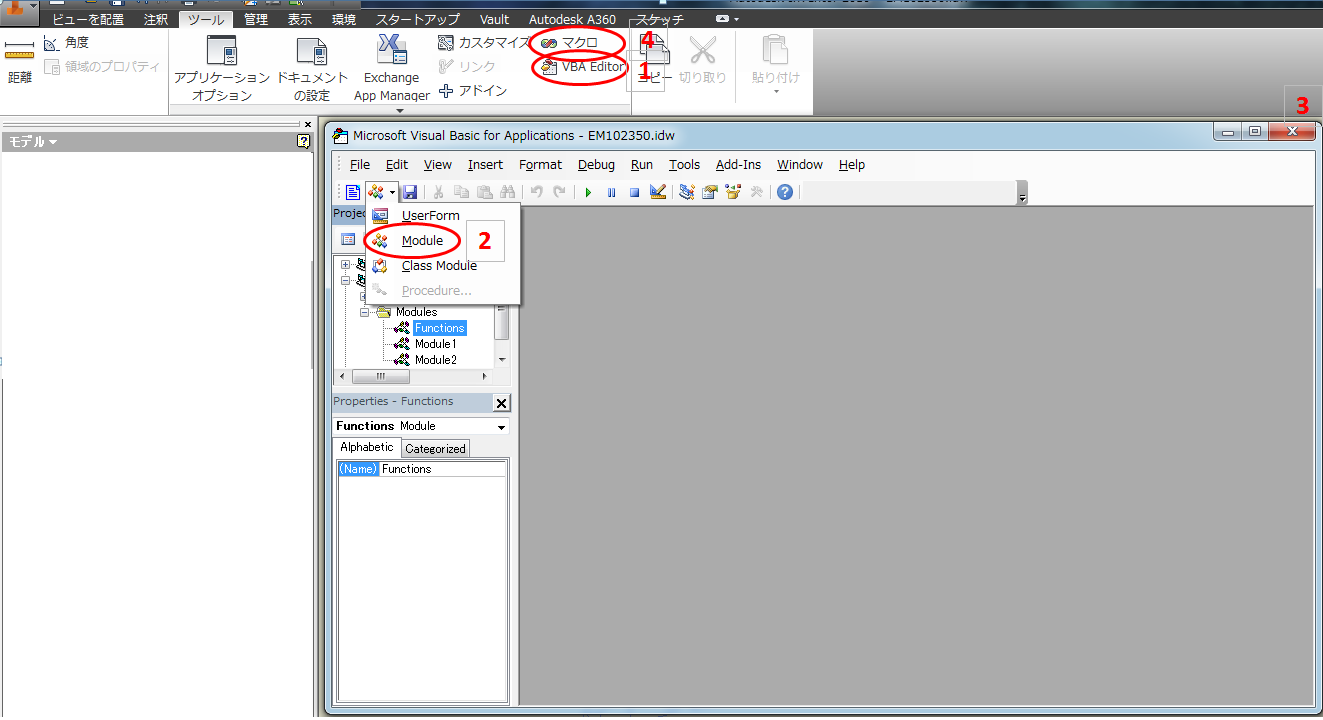 ビューを配置 注釈 ツール 管理 表示 環境 スタートアップ Vault Autodesk A360 スケッチ
角度
領域のプロパティ
距離
アプリケーション
オプション
ドキュメント
の設定
Exchange
App Manager
カスタマイズ
リンク
アドイン
マクロ
4
VBA Editor
1
コピー
切り取り
貼り付け
3
モデル
Microsoft Visual Basic for Applications - EM102350.idw
File Edit View Insert Format Debug Run Tools Add-Ins Window Help
UserForm
Module
2
Class Module
Procedure...
Modules
Functions
Module1
Module2
Properties - Functions
Functions Module
Alphabetic Categorized
(Name) Functions